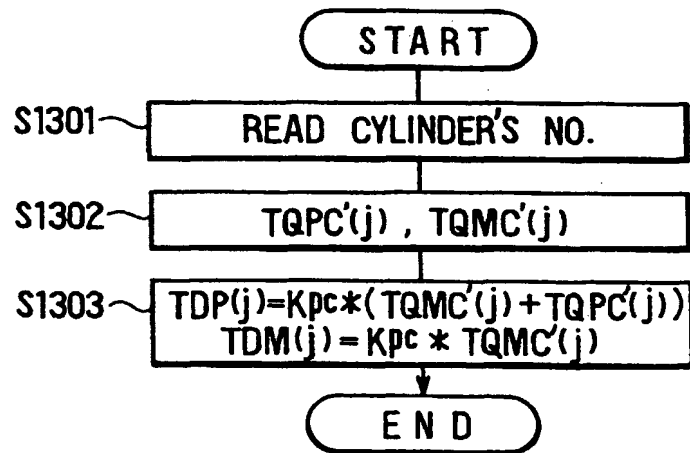 START
S1301
READ CYLINDER'S NO.
S1302
TQPC'(j), TQMC'(j)
S1303
TDP(j)=Kpc*(TQMC'(j)+TQPC'(j))
TDM(j)=Kpc * TQMC'(j)
END